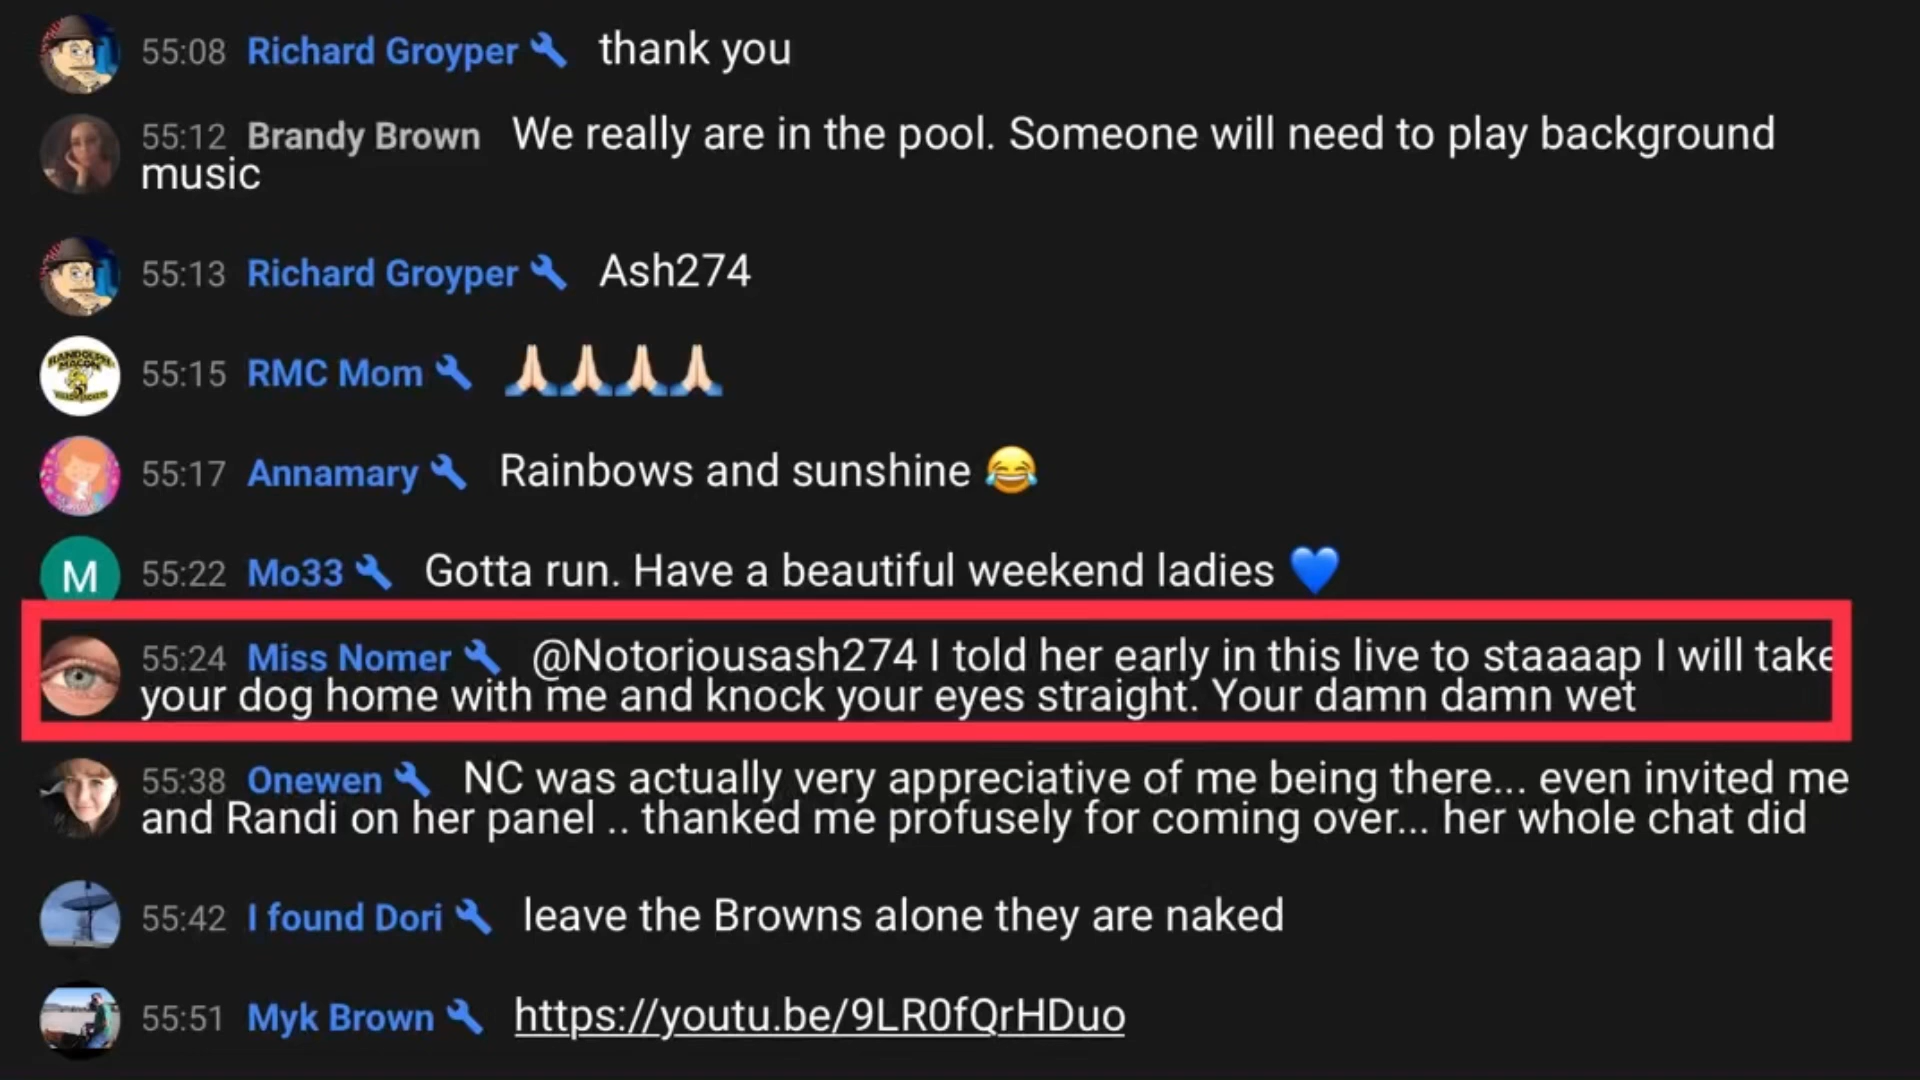 55:08 Richard Groyper thank you
55:12 Brandy Brown We really are in the pool. Someone will need to play background
music
55:13 Richard Groyper Ash274
RANDOLPH
MACON
55:15 RMC Mom 🙏🏻🙏🏻🙏🏻🙏🏻
55:17 Annamary Rainbows and sunshine 😂
M 55:22 Mo33 Gotta run. Have a beautiful weekend ladies 💙
55:24 Miss Nomer @Notoriousash274 I told her early in this live to staaaap I will take
your dog home with me and knock your eyes straight. Your damn damn wet
55:38 Onewen NC was actually very appreciative of me being there... even invited me
and Randi on her panel .. thanked me profusely for coming over... her whole chat did
55:42 I found Dori leave the Browns alone they are naked
55:51 Myk Brown https://youtu.be/9LR0fQrHDuo